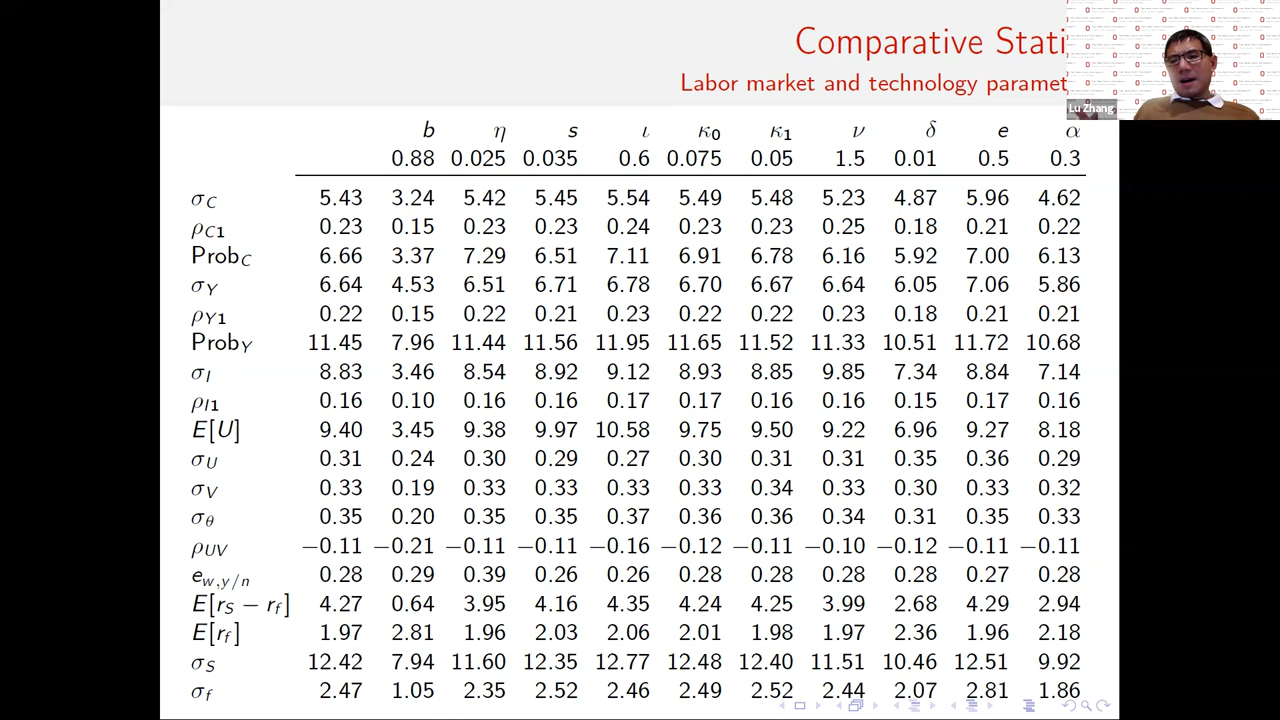 Comparative Stati
Labor market and technology paramet
Lu Zhang
b η s ι κ0 κ1 ν δ e α
0.88 0.025 0.035 0.6 0.075 0.05 1.5 0.01 0.5 0.3
σC 5.43 3.24 5.42 5.45 5.54 5.49 5.48 5.23 4.87 5.96 4.62
ρC1 0.23 0.15 0.23 0.23 0.24 0.23 0.23 0.25 0.18 0.21 0.22
ProbC 6.66 3.37 7.29 6.51 7.11 6.91 6.78 6.16 5.92 7.00 6.13
σY 6.64 4.53 6.51 6.71 6.78 6.70 6.67 6.64 6.05 7.06 5.86
ρY1 0.22 0.15 0.22 0.21 0.23 0.22 0.22 0.23 0.18 0.21 0.21
ProbY 11.45 7.96 11.44 11.56 11.95 11.65 11.52 11.33 10.51 11.72 10.68
σI 8.83 3.46 8.54 8.92 9.12 8.93 8.85 9.85 7.34 8.84 7.14
ρI1 0.16 0.10 0.16 0.16 0.17 0.17 0.16 0.16 0.15 0.17 0.16
E[U] 9.40 3.45 9.38 9.97 10.58 9.75 9.50 9.22 6.96 9.27 8.18
σU 0.31 0.24 0.30 0.29 0.27 0.30 0.31 0.31 0.35 0.36 0.29
σV 0.33 0.19 0.33 0.33 0.33 0.33 0.34 0.33 0.30 0.33 0.32
σθ 0.35 0.20 0.35 0.35 0.37 0.36 0.36 0.34 0.31 0.35 0.33
ρUV −0.11 −0.21 −0.11 −0.11 −0.16 −0.12 −0.11 −0.10 −0.12 −0.11 −0.11
ew,y/n 0.28 0.29 0.39 0.26 0.26 0.28 0.28 0.28 0.28 0.27 0.28
E[rS − rf] 4.27 0.64 3.95 4.16 4.35 4.24 4.25 3.99 2.68 4.29 2.94
E[rf] 1.97 2.81 1.96 2.03 2.06 2.01 1.98 1.97 2.36 1.96 2.18
σS 12.42 7.94 11.60 12.35 12.77 12.48 12.40 11.51 10.46 12.51 9.92
σf 2.47 1.05 2.35 2.52 2.46 2.49 2.52 2.44 2.07 2.81 1.86